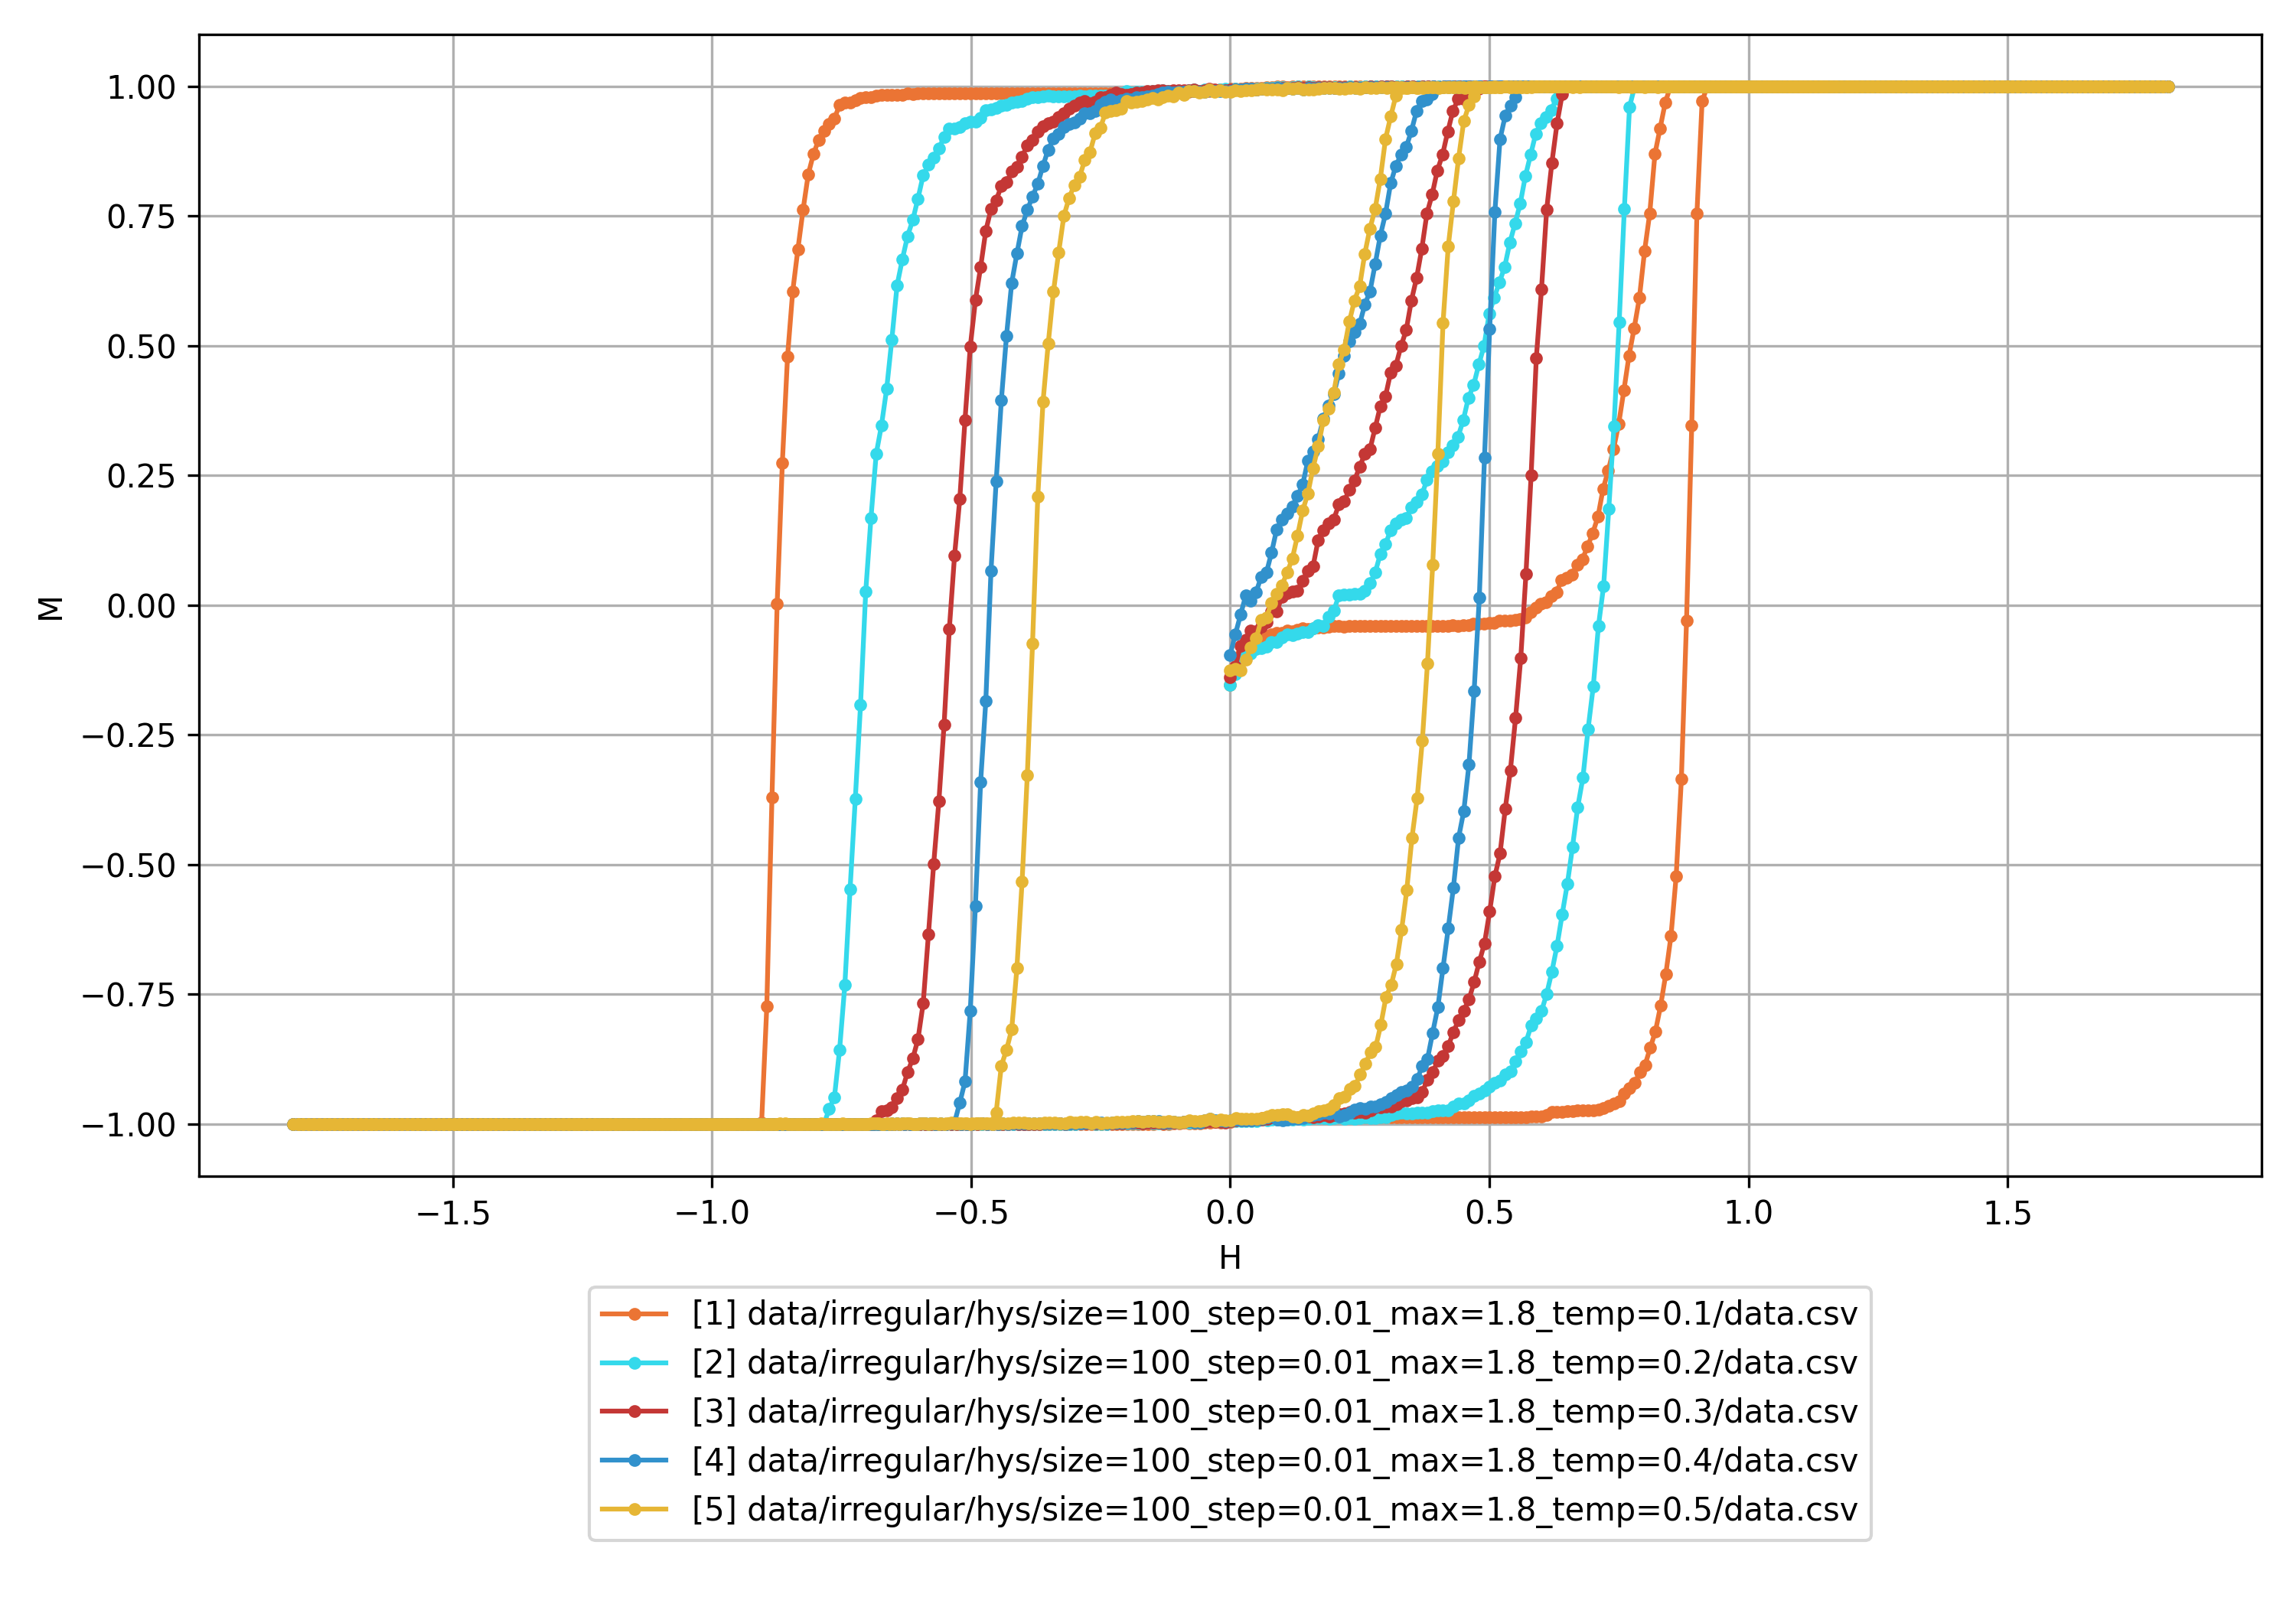 1.00
0.75
0.50
0.25
0.00
−0.25
−0.50
−0.75
−1.00
M
−1.5 −1.0 −0.5 0.0 0.5 1.0 1.5
H
[1] data/irregular/hys/size=100_step=0.01_max=1.8_temp=0.1/data.csv
[2] data/irregular/hys/size=100_step=0.01_max=1.8_temp=0.2/data.csv
[3] data/irregular/hys/size=100_step=0.01_max=1.8_temp=0.3/data.csv
[4] data/irregular/hys/size=100_step=0.01_max=1.8_temp=0.4/data.csv
[5] data/irregular/hys/size=100_step=0.01_max=1.8_temp=0.5/data.csv